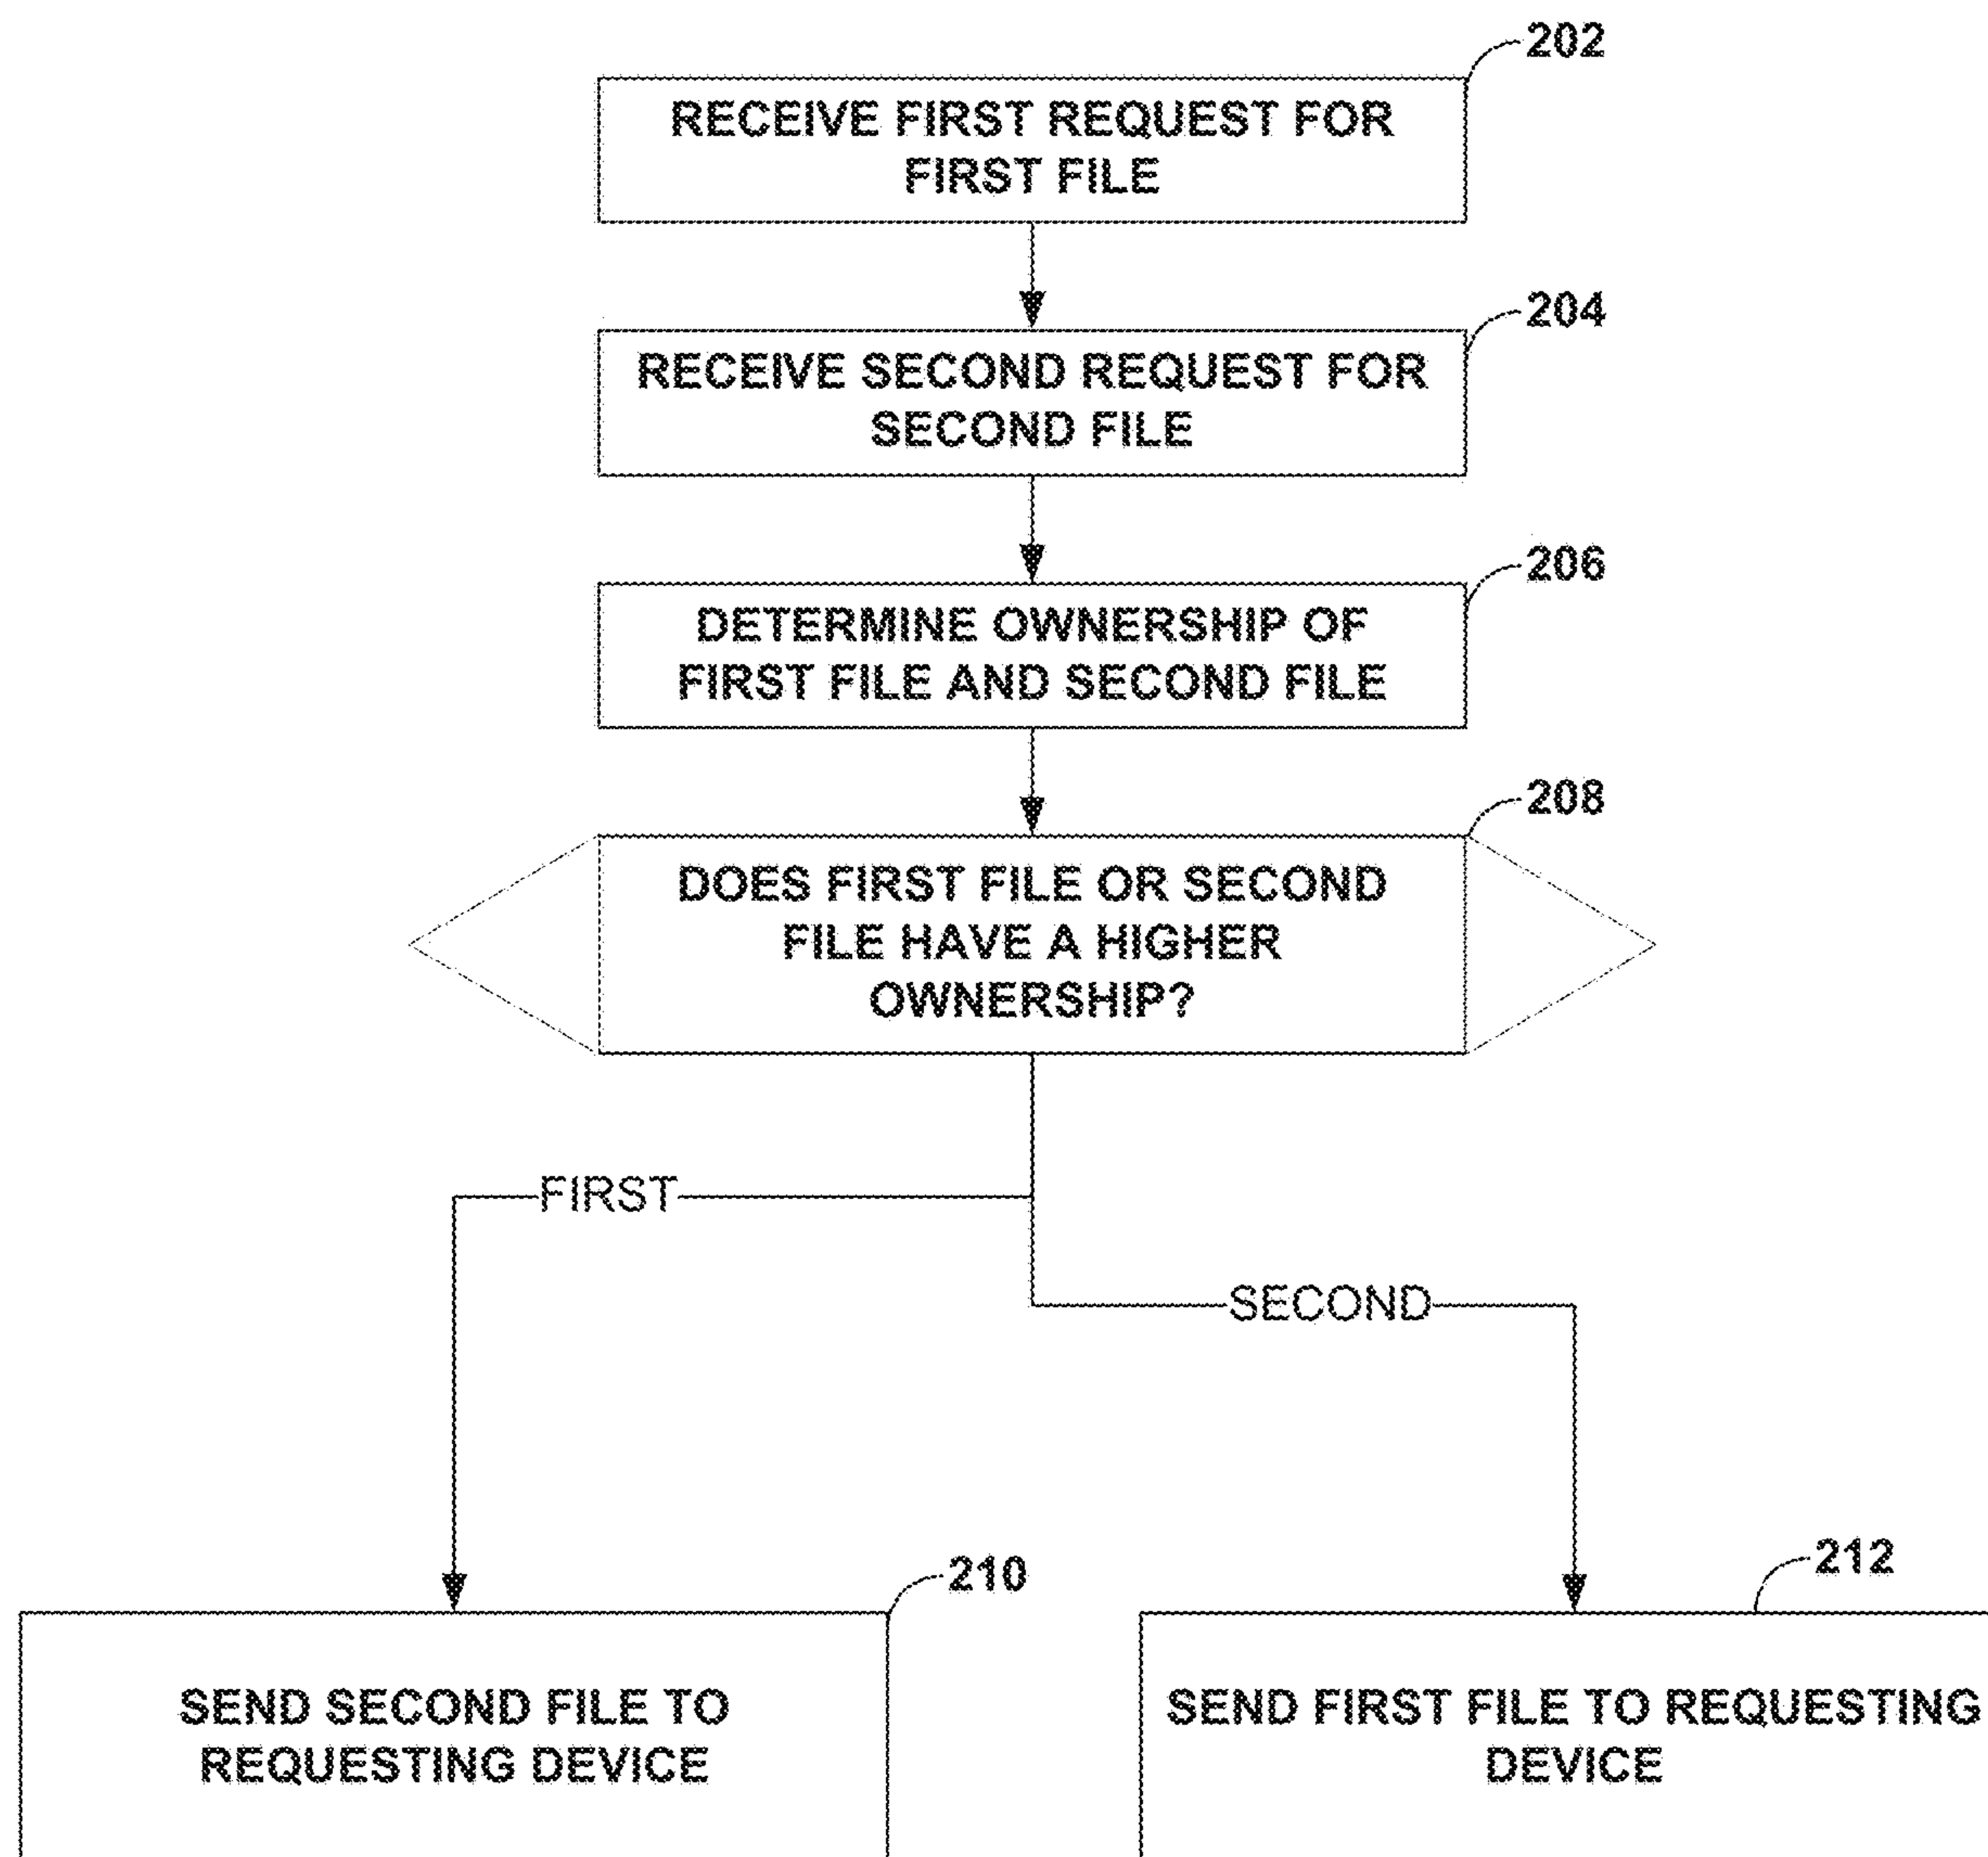 202
RECEIVE FIRST REQUEST FOR
FIRST FILE
204
RECEIVE SECOND REQUEST FOR
SECOND FILE
206
DETERMINE OWNERSHIP OF
FIRST FILE AND SECOND FILE
208
DOES FIRST FILE OR SECOND
FILE HAVE A HIGHER
OWNERSHIP?
FIRST
SECOND
210
SEND SECOND FILE TO
REQUESTING DEVICE
212
SEND FIRST FILE TO REQUESTING
DEVICE